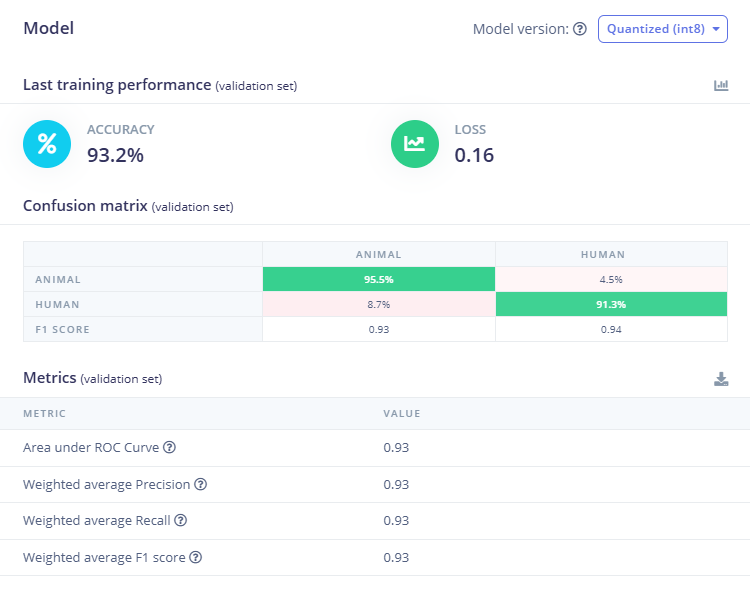 Model
Model version: Quantized (int8)
Last training performance (validation set)
% ACCURACY
93.2%
LOSS
0.16
Confusion matrix (validation set)
ANIMAL HUMAN
ANIMAL 95.5% 4.5%
HUMAN 8.7% 91.3%
F1 SCORE 0.93 0.94
Metrics (validation set)
METRIC VALUE
Area under ROC Curve ? 0.93
Weighted average Precision ? 0.93
Weighted average Recall ? 0.93
Weighted average F1 score ? 0.93